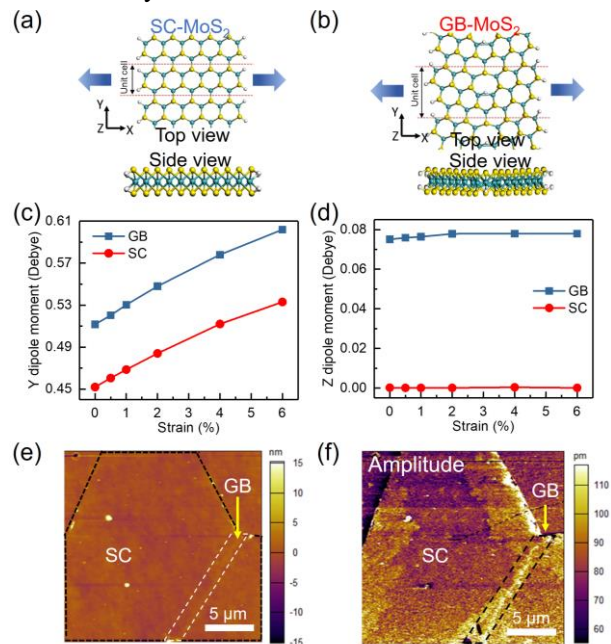 (a)
SC-MoS2
Unit cell
Y
Z
X
Top view
Side view
(b)
GB-MoS2
Unit cell
Y
Z
X
Top view
Side view
(c)
0.61
0.57
0.53
0.49
0.45
Y dipole moment (Debye)
GB
SC
0 1 2 3 4 5 6
Strain (%)
(d)
0.08
0.06
0.04
0.02
0.00
Z dipole moment (Debye)
GB
SC
0 1 2 3 4 5 6
Strain (%)
(e)
nm
15
10
5
0
-5
-10
-15
GB
SC
5 µm
(f)
Amplitude
pm
110
100
90
80
70
60
GB
SC
5 µm